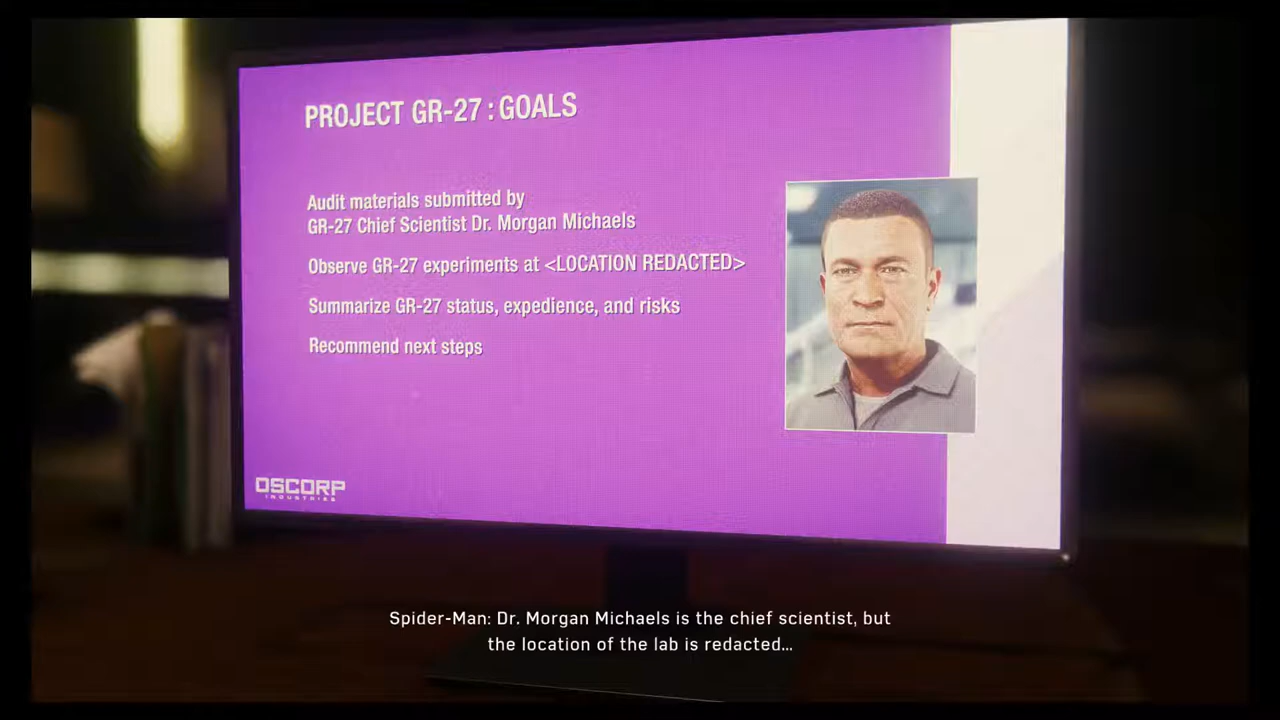 PROJECT GR-27 : GOALS
Audit materials submitted by
GR-27 Chief Scientist Dr. Morgan Michaels
Observe GR-27 experiments at <LOCATION REDACTED>
Summarize GR-27 status, expedience, and risks
Recommend next steps
OSCORP
INDUSTRIES
Spider-Man: Dr. Morgan Michaels is the chief scientist, but
the location of the lab is redacted...